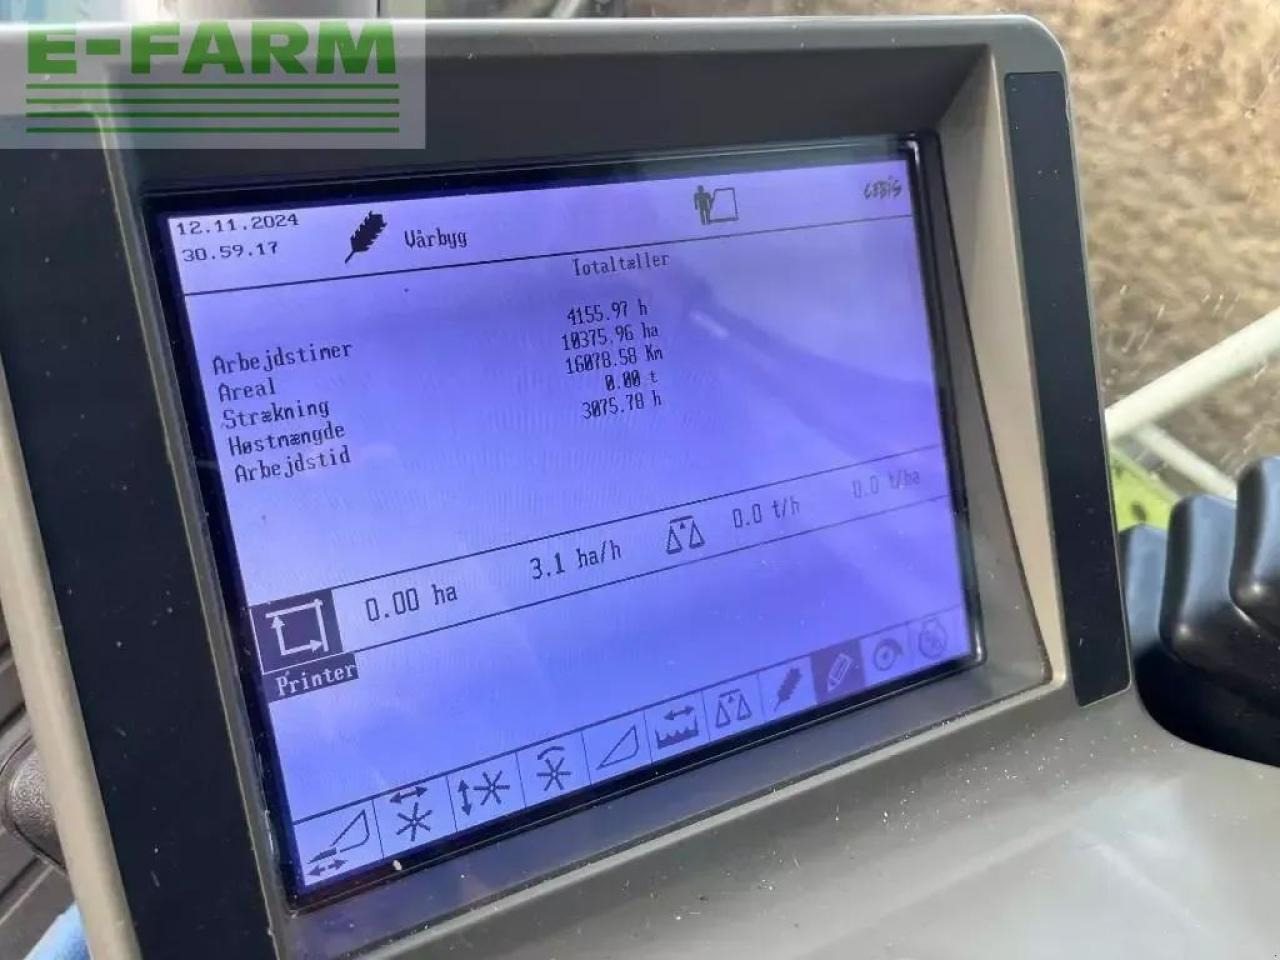 E-FARM
12.11.2024
30.59.17
Vårbyg
CEBIS
Totaltæller
Arbejdstimer 4155.97 h
Areal 10375.96 ha
Strækning 16078.58 Km
Høstmængde 0.00 t
Arbejdstid 3075.78 h
0.00 ha 3.1 ha/h 0.0 t/h 0.0 t/ha
Printer